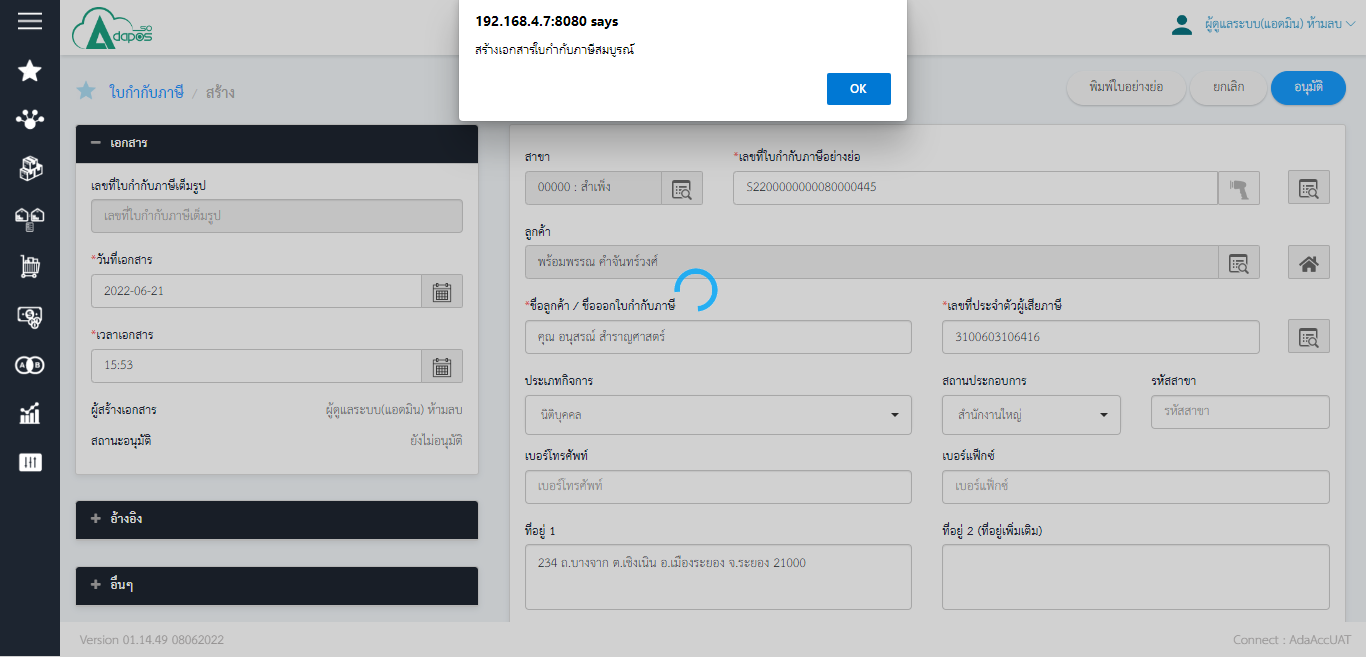 192.168.4.7:8080 says
สร้างเอกสารใบกำกับภาษีสมบูรณ์
OK
Adapos
ผู้ดูแลระบบ(แอดมิน) ห้ามลบ
ใบกำกับภาษี / สร้าง
พิมพ์ใบอย่างย่อ
ยกเลิก
อนุมัติ
เอกสาร
เลขที่ใบกำกับภาษีเต็มรูป
เลขที่ใบกำกับภาษีเต็มรูป
*วันที่เอกสาร
2022-06-21
*เวลาเอกสาร
15:53
ผู้สร้างเอกสาร ผู้ดูแลระบบ(แอดมิน) ห้ามลบ
สถานะอนุมัติ ยังไม่อนุมัติ
อ้างอิง
อื่นๆ
สาขา
00000 : สำเพ็ง
*เลขที่ใบกำกับภาษีอย่างย่อ
S2200000000080000445
ลูกค้า
พร้อมพรรณ คำจันทร์วงศ์
*ชื่อลูกค้า / ชื่อออกใบกำกับภาษี
คุณ อนุสรณ์ สำราญศาสตร์
*เลขที่ประจำตัวผู้เสียภาษี
3100603106416
ประเภทกิจการ
นิติบุคคล
สถานประกอบการ
สำนักงานใหญ่
รหัสสาขา
รหัสสาขา
เบอร์โทรศัพท์
เบอร์โทรศัพท์
เบอร์แฟ็กซ์
เบอร์แฟ็กซ์
ที่อยู่ 1
234 ถ.บางจาก ต.เชิงเนิน อ.เมืองระยอง จ.ระยอง 21000
ที่อยู่ 2 (ที่อยู่เพิ่มเติม)
Version 01.14.49 08062022
Connect : AdaAccUAT